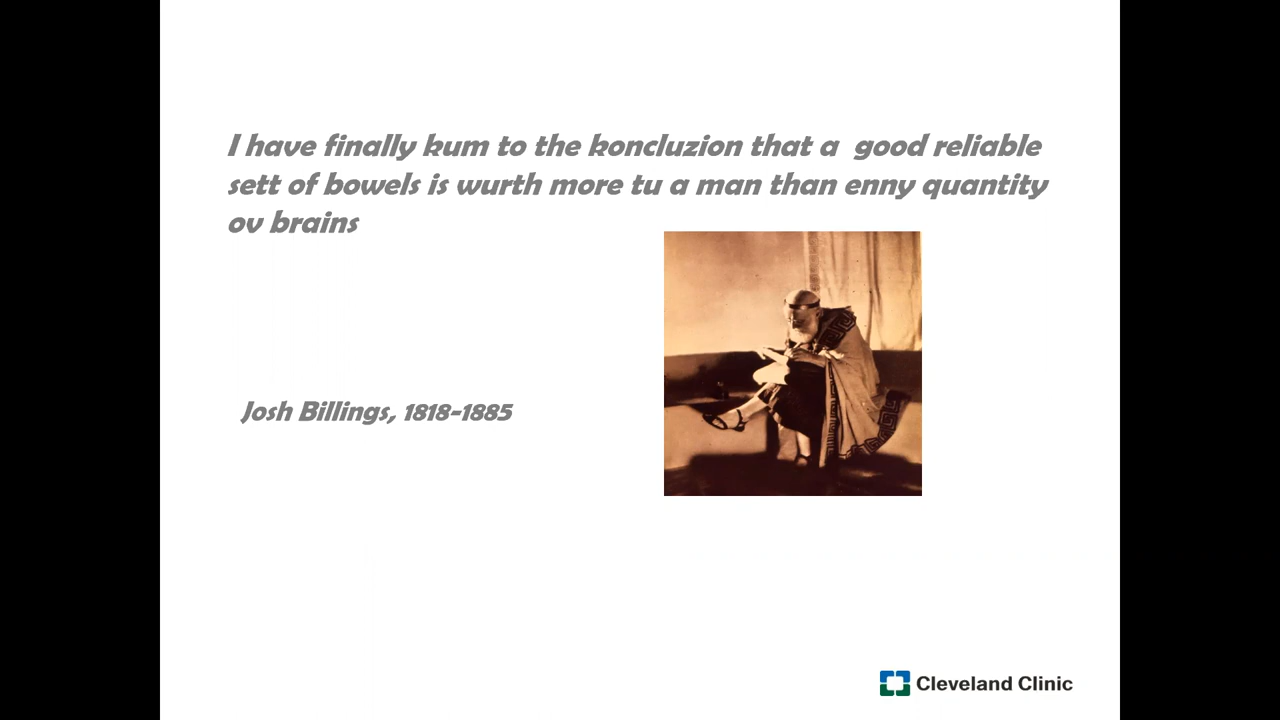 I have finally kum to the koncluzion that a  good reliable
sett of bowels is wurth more tu a man than enny quantity
ov brains
Josh Billings, 1818-1885
Cleveland Clinic